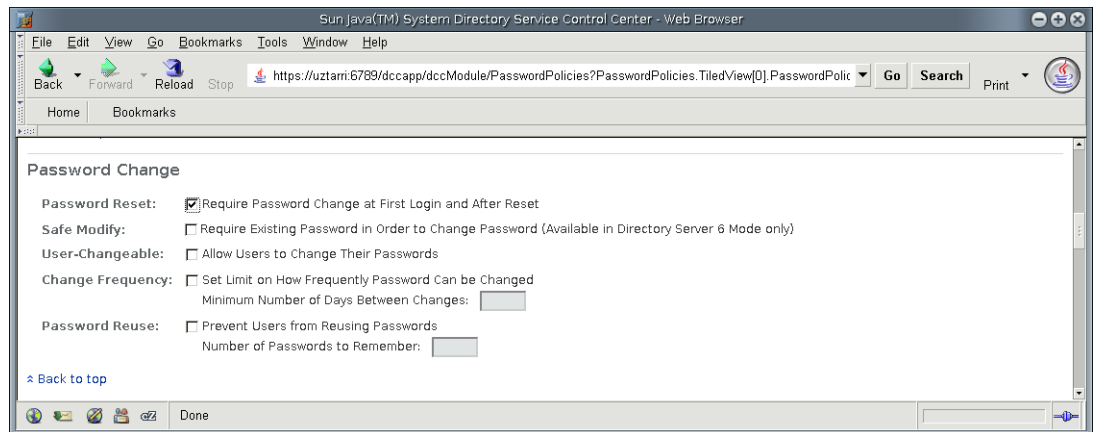 Sun Java(TM) System Directory Service Control Center - Web Browser
File Edit View Go Bookmarks Tools Window Help
Back Forward Reload Stop https://uztarri:6789/dccapp/dccModule/PasswordPolicies?PasswordPolicies.TiledView[0].PasswordPolic Go Search Print
Home Bookmarks
Password Change
Password Reset: Require Password Change at First Login and After Reset
Safe Modify: Require Existing Password in Order to Change Password (Available in Directory Server 6 Mode only)
User-Changeable: Allow Users to Change Their Passwords
Change Frequency: Set Limit on How Frequently Password Can be Changed
Minimum Number of Days Between Changes:
Password Reuse: Prevent Users from Reusing Passwords
Number of Passwords to Remember:
Back to top
Done